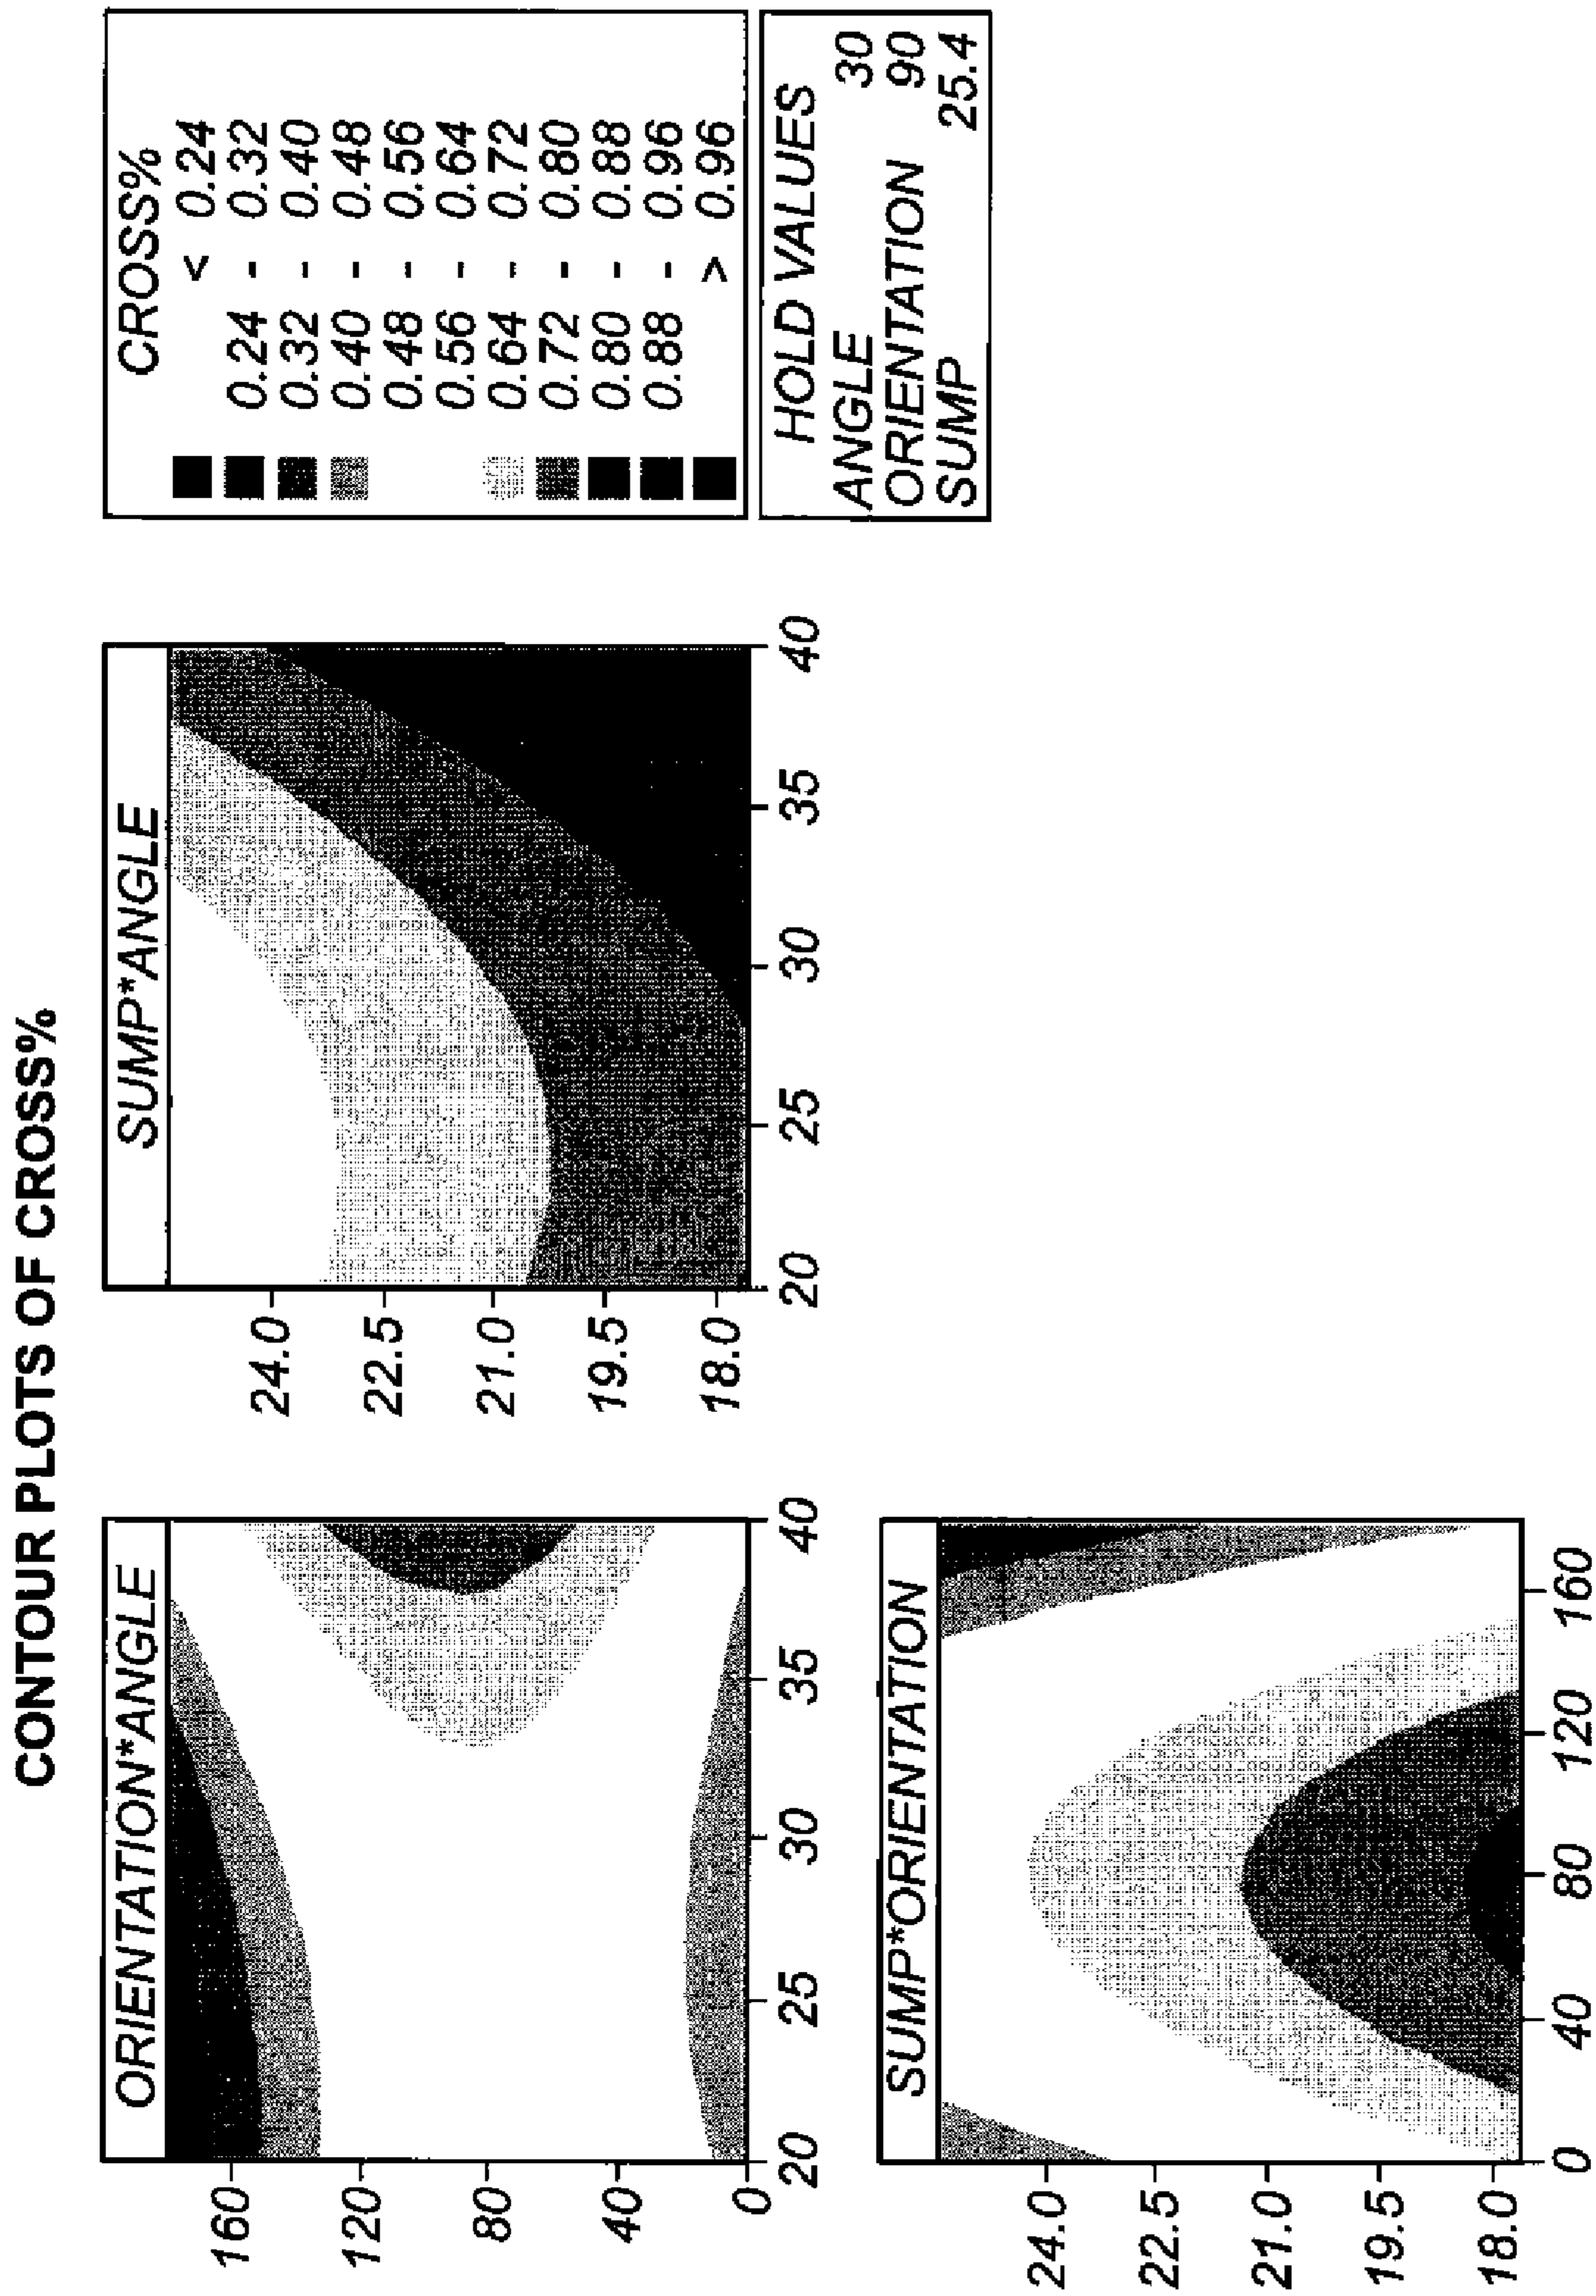 CONTOUR PLOTS OF CROSS%
ORIENTATION*ANGLE
160
120
80
40
0
20 25 30 35 40
SUMP*ANGLE
24.0
22.5
21.0
19.5
18.0
20 25 30 35 40
CROSS%
< 0.24
0.24 - 0.32
0.32 - 0.40
0.40 - 0.48
0.48 - 0.56
0.56 - 0.64
0.64 - 0.72
0.72 - 0.80
0.80 - 0.88
0.88 - 0.96
> 0.96
HOLD VALUES
ANGLE 30
ORIENTATION 90
SUMP 25.4
SUMP*ORIENTATION
24.0
22.5
21.0
19.5
18.0
0 40 80 120 160